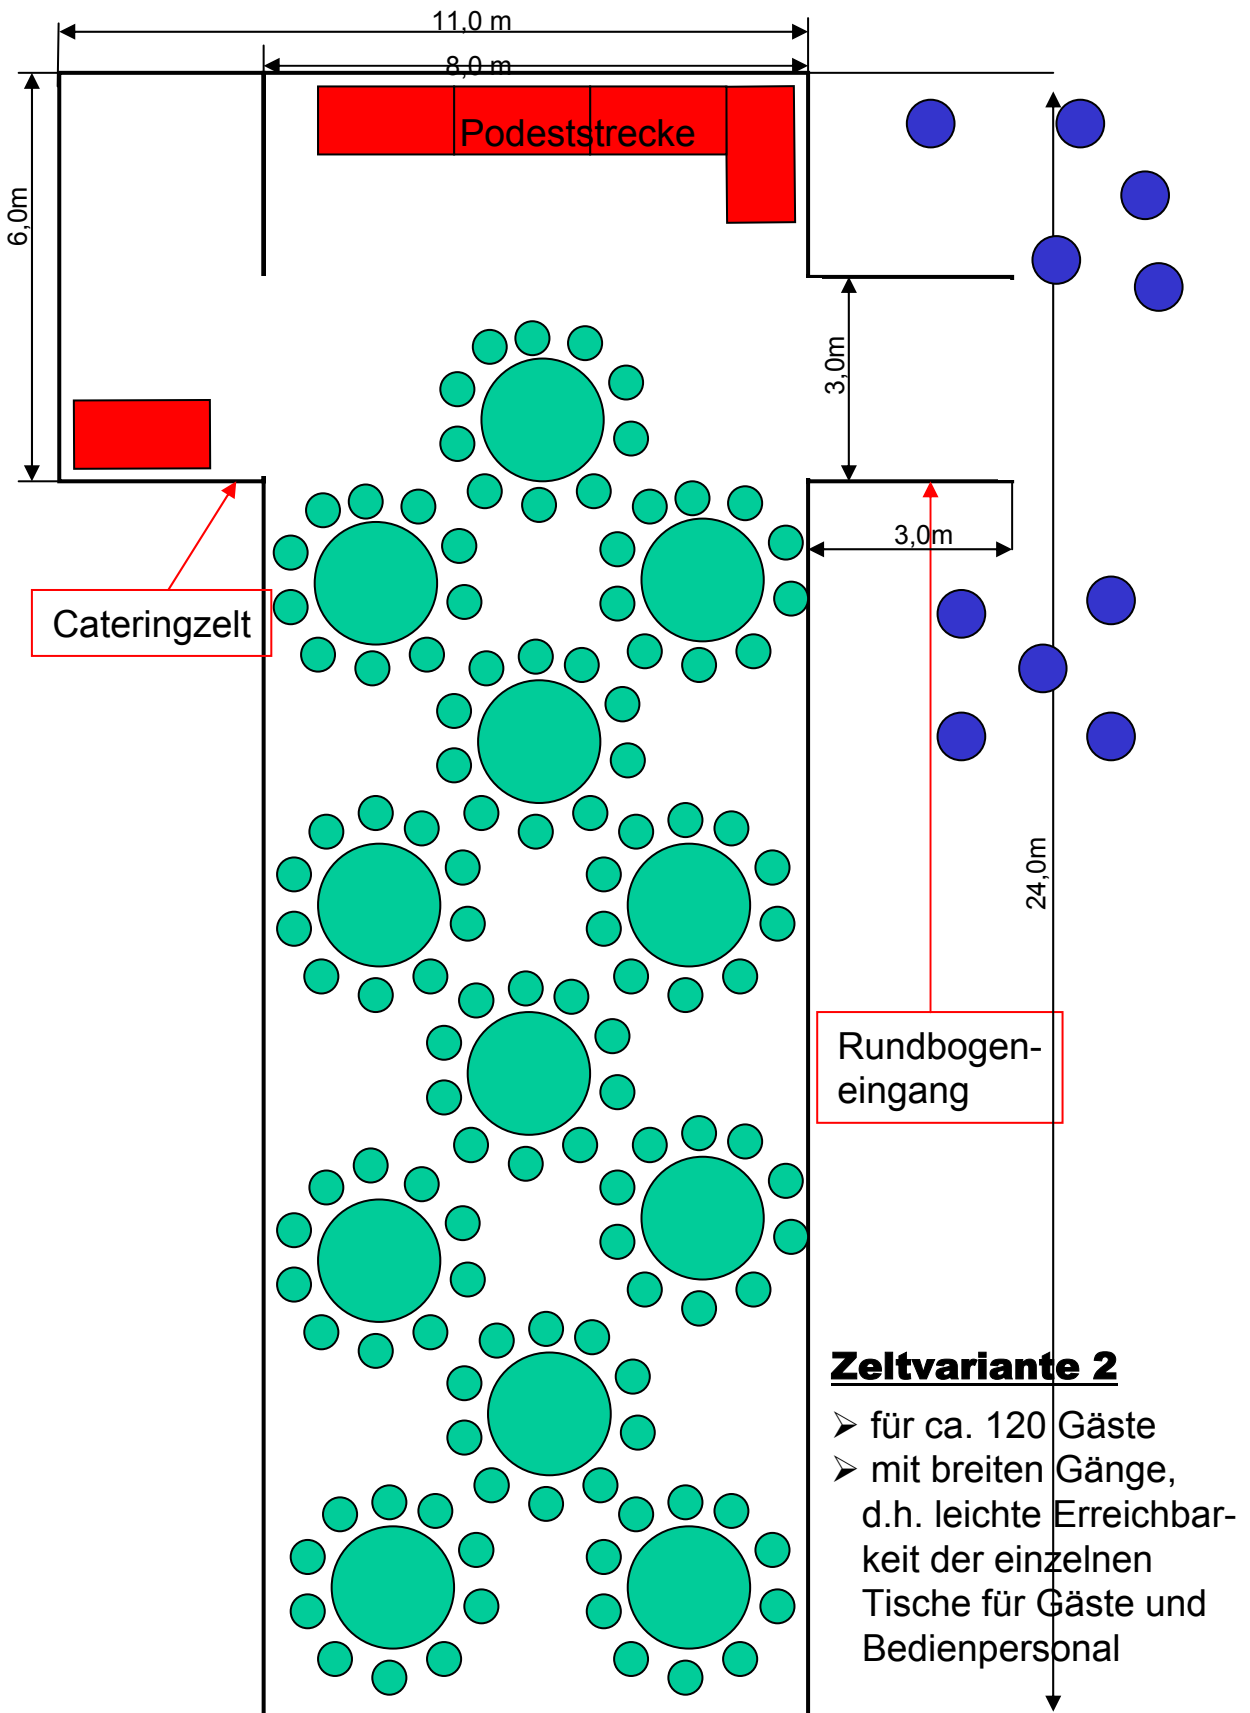 11,0 m
8,0 m
Podeststrecke
6,0m
3,0m
3,0m
Cateringzelt
24,0m
Rundbogen-
eingang
Zeltvariante 2
➢ für ca. 120 Gäste
➢ mit breiten Gänge,
d.h. leichte Erreichbar-
keit der einzelnen
Tische für Gäste und
Bedienpersonal